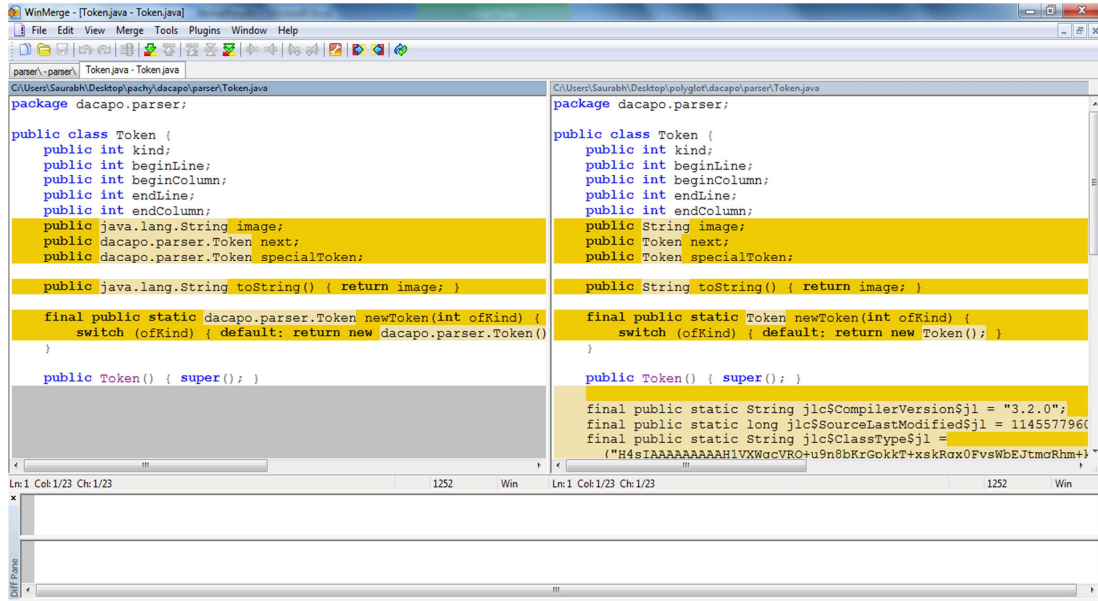 WinMerge - [Token.java - Token.java]
File Edit View Merge Tools Plugins Window Help
parser\ - parser\ Token.java - Token.java
C:\Users\Saurabh\Desktop\pachy\dacapo\parser\Token.java
package dacapo.parser;
public class Token {
public int kind;
public int beginLine;
public int beginColumn;
public int endLine;
public int endColumn;
public java.lang.String image;
public dacapo.parser.Token next;
public dacapo.parser.Token specialToken;
public java.lang.String toString() { return image; }
final public static dacapo.parser.Token newToken(int ofKind) {
switch (ofKind) { default: return new dacapo.parser.Token()
}
public Token() { super(); }
Ln: 1 Col: 1/23 Ch: 1/23 1252 Win
C:\Users\Saurabh\Desktop\polyglot\dacapo\parser\Token.java
package dacapo.parser;
public class Token {
public int kind;
public int beginLine;
public int beginColumn;
public int endLine;
public int endColumn;
public String image;
public Token next;
public Token specialToken;
public String toString() { return image; }
final public static Token newToken(int ofKind) {
switch (ofKind) { default: return new Token(); }
}
public Token() { super(); }
final public static String jlc$CompilerVersion$jl = "3.2.0";
final public static long jlc$SourceLastModified$jl = 1145577960
final public static String jlc$ClassType$jl =
Ln: 1 Col: 1/23 Ch: 1/23 1252 Win
Diff Pane